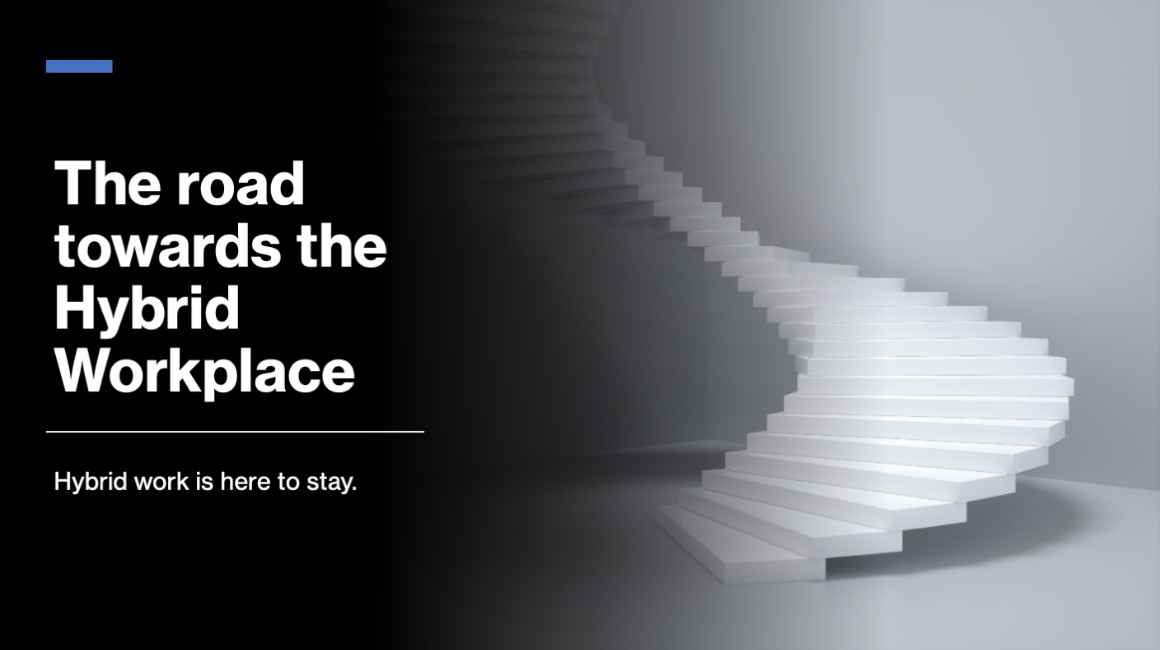 The road
towards the
Hybrid
Workplace
Hybrid work is here to stay.